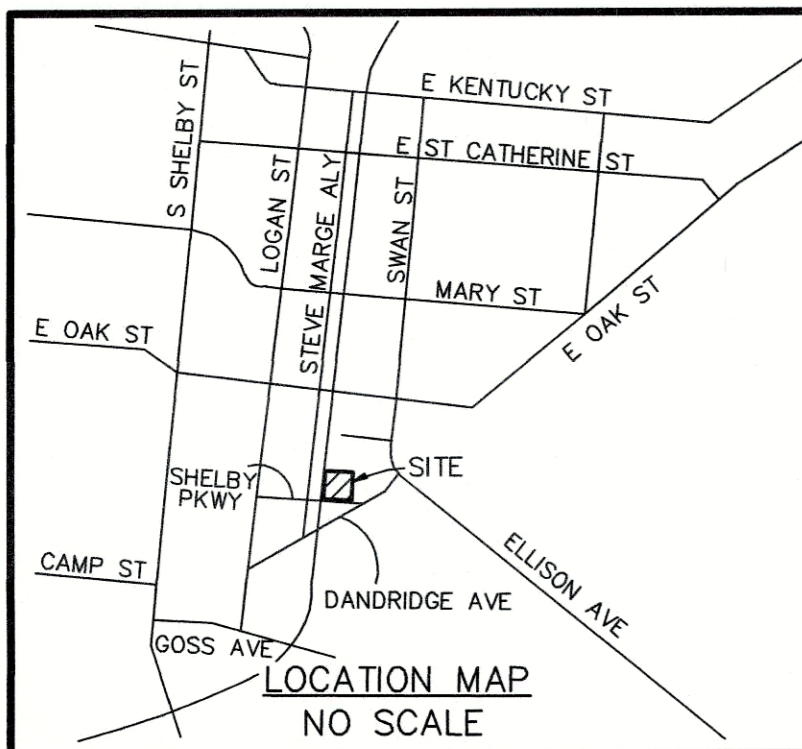 E KENTUCKY ST
S SHELBY ST
E ST CATHERINE ST
LOGAN ST
STEVE MARGE ALY
SWAN ST
MARY ST
E OAK ST
E OAK ST
SITE
SHELBY
PKWY
CAMP ST
DANDRIDGE AVE
ELLISON AVE
GOSS AVE
LOCATION MAP
NO SCALE